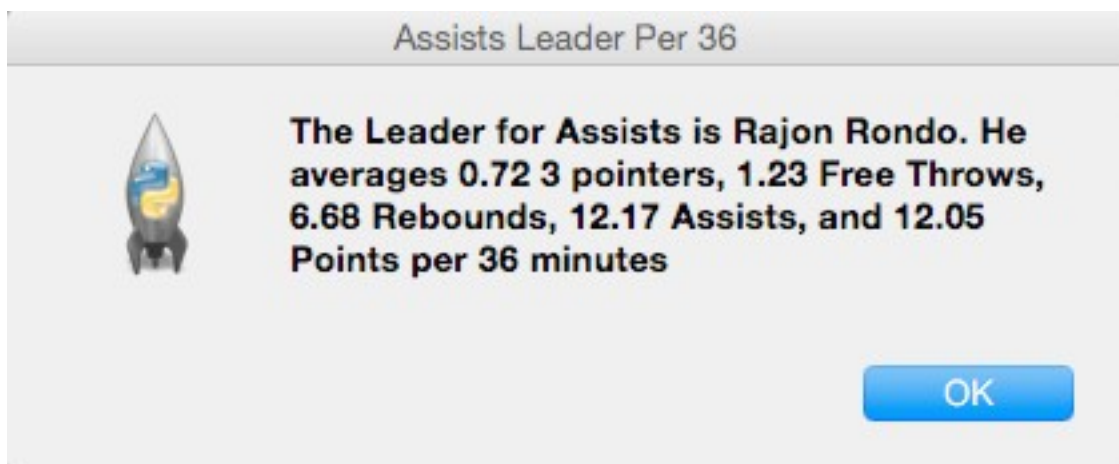 Assists Leader Per 36
The Leader for Assists is Rajon Rondo. He
averages 0.72 3 pointers, 1.23 Free Throws,
6.68 Rebounds, 12.17 Assists, and 12.05
Points per 36 minutes
OK